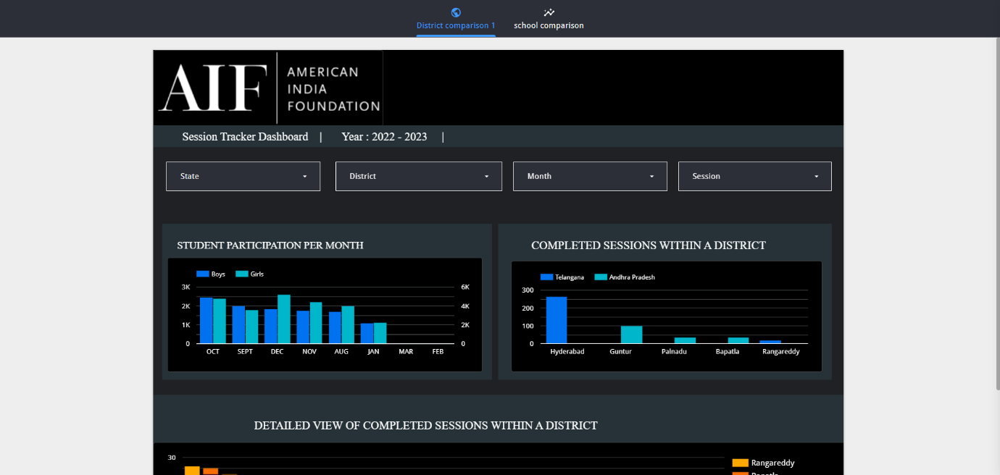 District comparison 1
school comparison
AIF
AMERICAN
INDIA
FOUNDATION
Session Tracker Dashboard | Year : 2022 - 2023 |
State
District
Month
Session
STUDENT PARTICIPATION PER MONTH
Boys Girls
3K
2K
1K
0
6K
4K
2K
0
OCT SEPT DEC NOV AUG JAN MAR FEB
COMPLETED SESSIONS WITHIN A DISTRICT
Telangana Andhra Pradesh
300
200
100
0
Hyderabad Guntur Palnadu Bapatla Rangareddy
DETAILED VIEW OF COMPLETED SESSIONS WITHIN A DISTRICT
30
Rangareddy